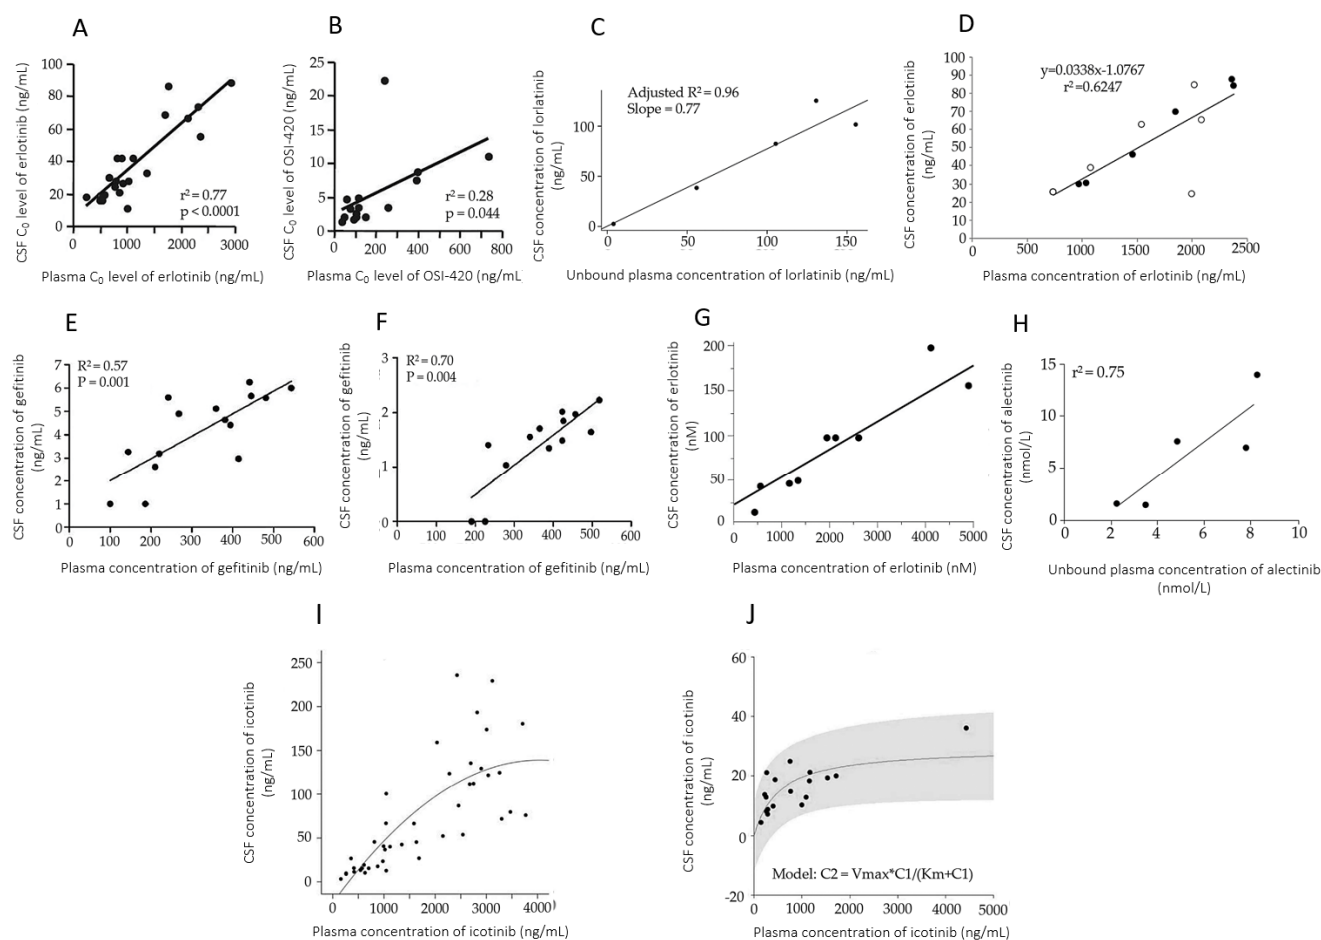 A
CSF C0 level of erlotinib (ng/mL)
100
80
60
40
20
0
r² = 0.77
p < 0.0001
0
1000
2000
3000
Plasma C0 level of erlotinib (ng/mL)
B
CSF C0 level of OSI-420 (ng/mL)
25
20
15
10
5
0
r² = 0.28
p = 0.044
0
200
400
600
800
Plasma C0 level of OSI-420 (ng/mL)
C
CSF concentration of lorlatinib
(ng/mL)
Adjusted R² = 0.96
Slope = 0.77
100
50
0
0
50
100
150
Unbound plasma concentration of lorlatinib (ng/mL)
D
CSF concentration of erlotinib
(ng/mL)
100
90
80
70
60
50
40
30
20
10
0
y=0.0338x-1.0767
r²=0.6247
500
1000
1500
2000
2500
Plasma concentration of erlotinib (ng/mL)
E
CSF concentration of gefitinib
(ng/mL)
7
6
5
4
3
2
1
0
R² = 0.57
P = 0.001
0
100
200
300
400
500
600
Plasma concentration of gefitinib (ng/mL)
F
CSF concentration of gefitinib
(ng/mL)
3
2
1
0
R² = 0.70
P = 0.004
0
100
200
300
400
500
600
Plasma concentration of gefitinib (ng/mL)
G
CSF concentration of erlotinib
(nM)
200
150
100
50
0
0
1000
2000
3000
4000
5000
Plasma concentration of erlotinib (nM)
H
CSF concentration of alectinib
(nmol/L)
15
10
5
0
r² = 0.75
0
2
4
6
8
10
Unbound plasma concentration of alectinib
(nmol/L)
I
CSF concentration of icotinib
(ng/mL)
250
200
150
100
50
0
0
1000
2000
3000
4000
Plasma concentration of icotinib (ng/mL)
J
CSF concentration of icotinib
(ng/mL)
60
40
20
0
-20
Model: C2 = Vmax*C1/(Km+C1)
0
1000
2000
3000
4000
5000
Plasma concentration of icotinib (ng/mL)